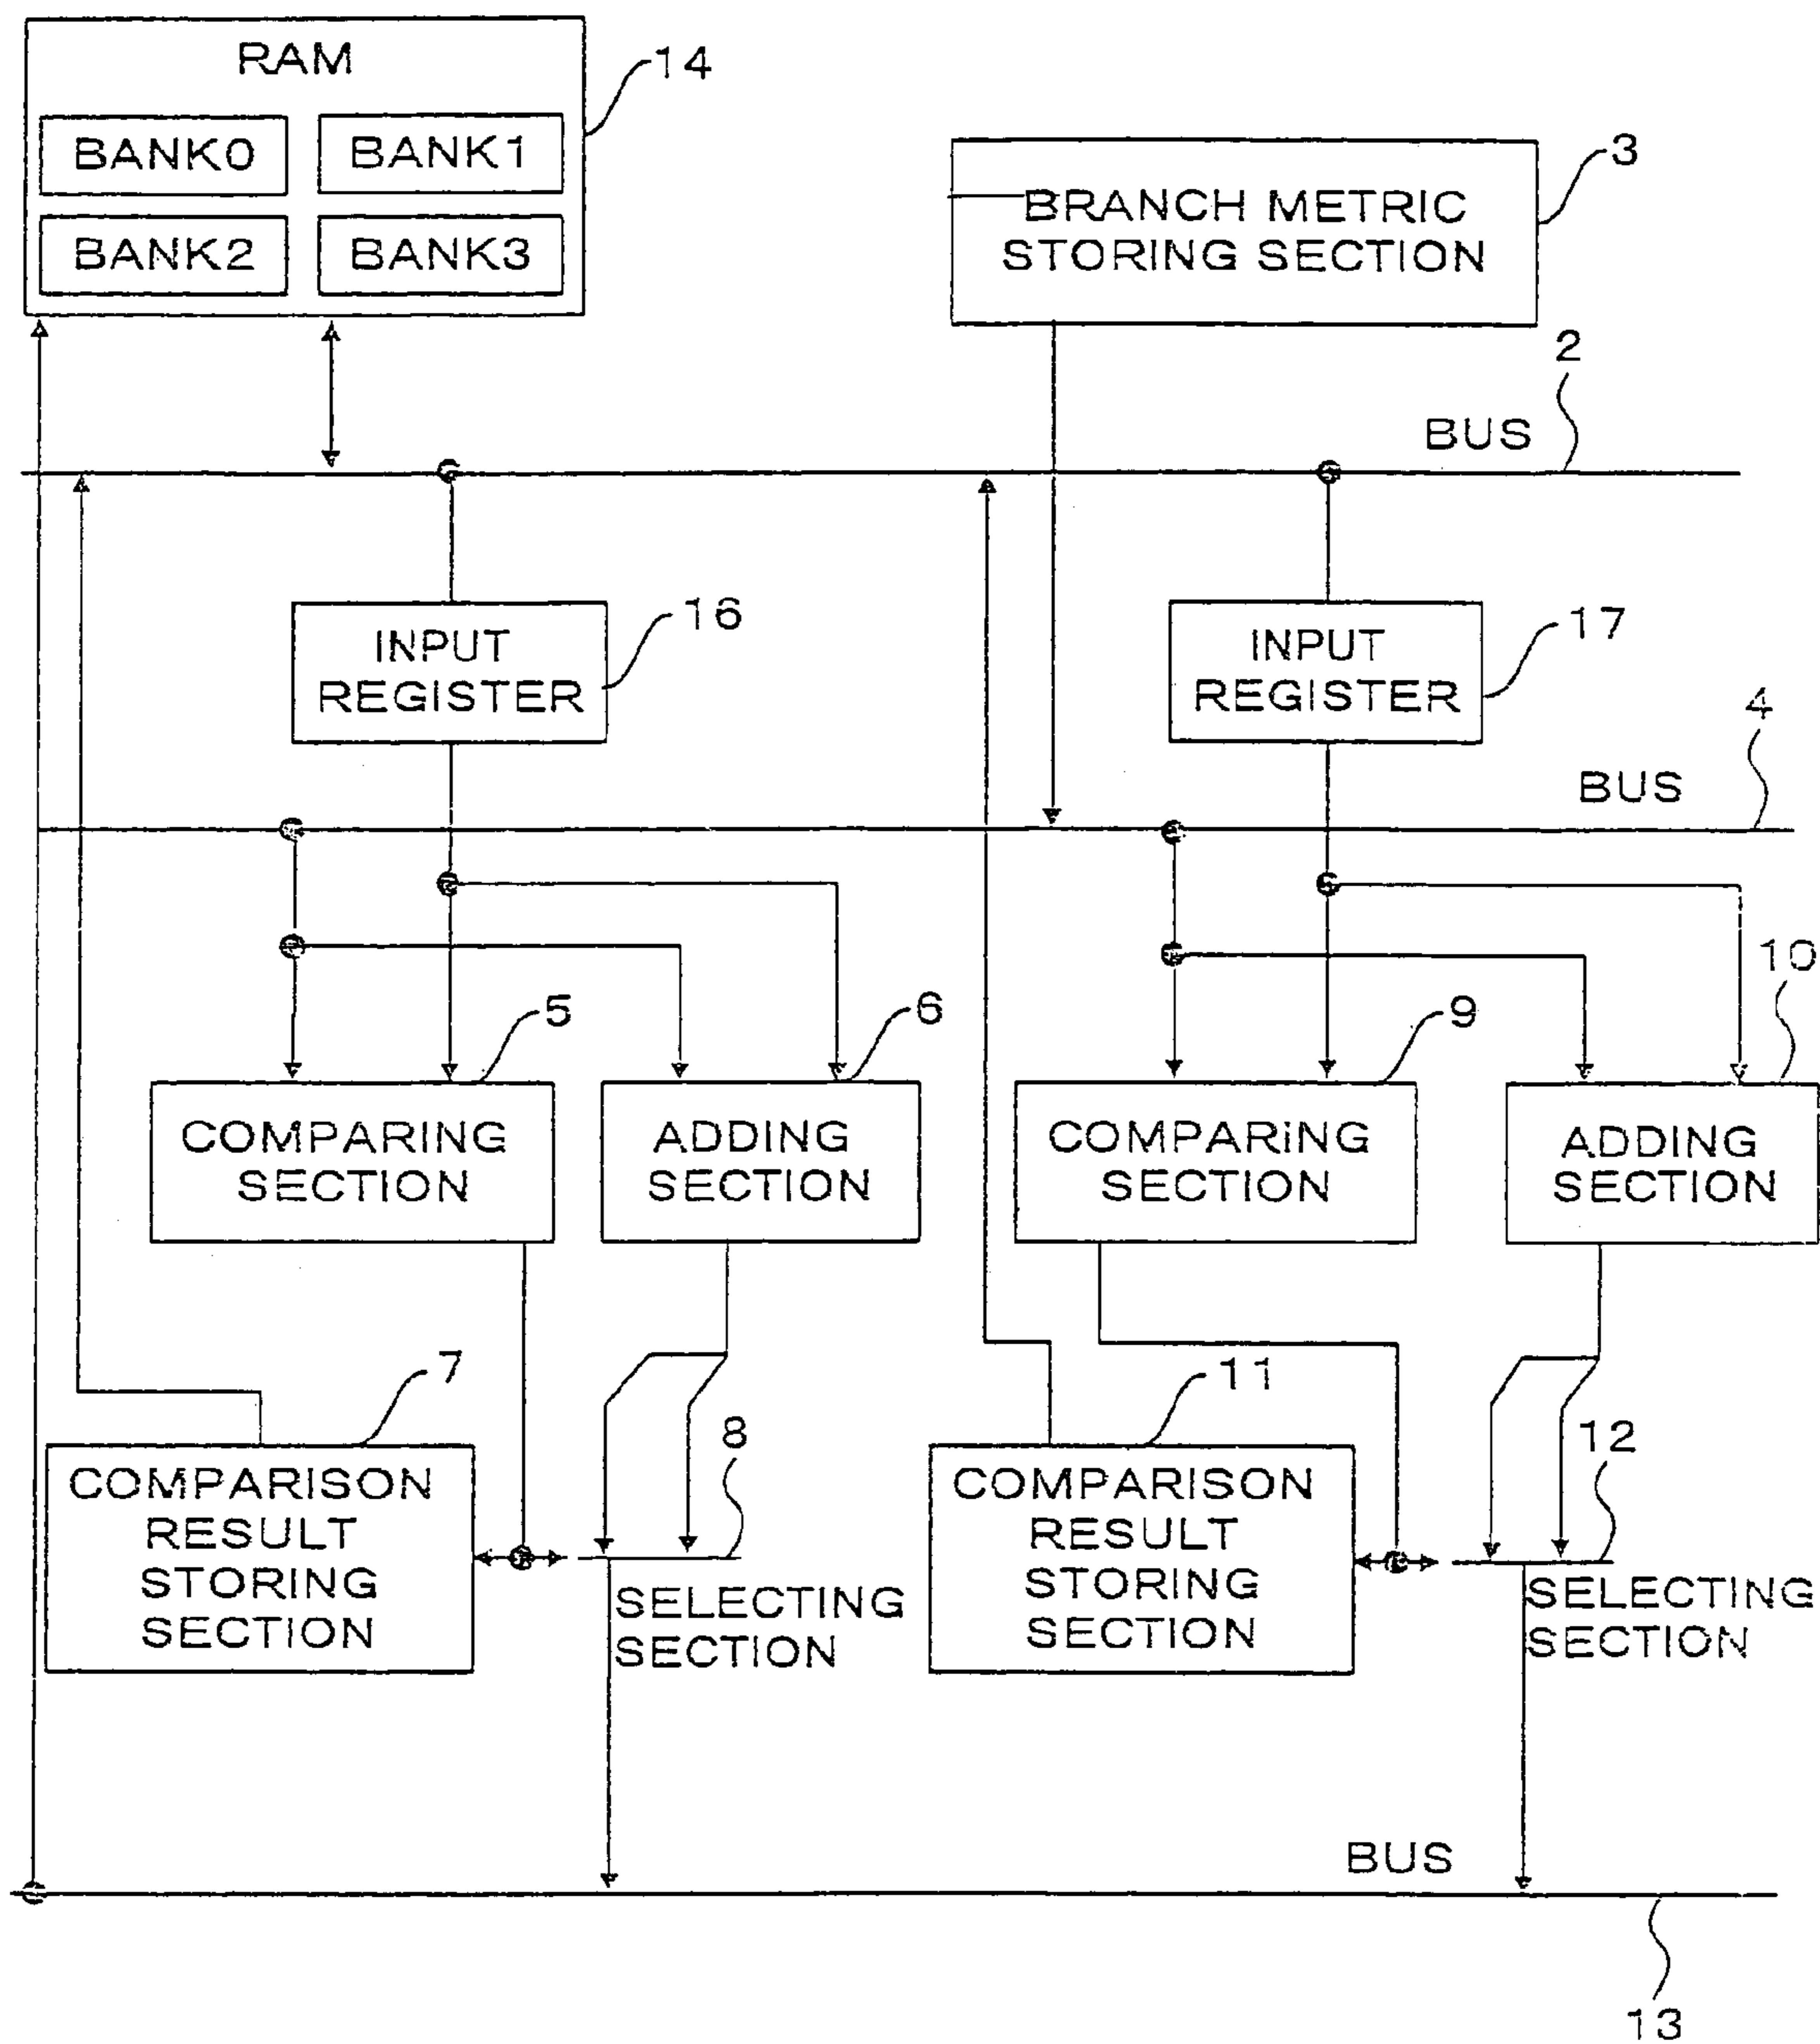 RAM
14
BANK0
BANK1
BANK2
BANK3
3
BRANCH METRIC
STORING SECTION
2
BUS
16
INPUT
REGISTER
17
INPUT
REGISTER
4
BUS
5
6
9
10
COMPARING
SECTION
ADDING
SECTION
COMPARING
SECTION
ADDING
SECTION
7
8
11
12
COMPARISON
RESULT
STORING
SECTION
SELECTING
SECTION
COMPARISON
RESULT
STORING
SECTION
SELECTING
SECTION
BUS
13